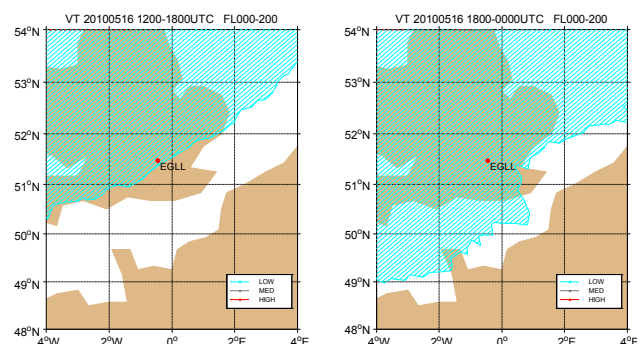 VT 20100516 1200-1800UTC FL000-200
54°N
53°N
52°N
51°N
50°N
49°N
48°N
4°W
2°W
0°
2°E
4°E
EGLL
LOW
MED
HIGH
VT 20100516 1800-0000UTC FL000-200
54°N
53°N
52°N
51°N
50°N
49°N
48°N
4°W
2°W
0°
2°E
4°E
EGLL
LOW
MED
HIGH